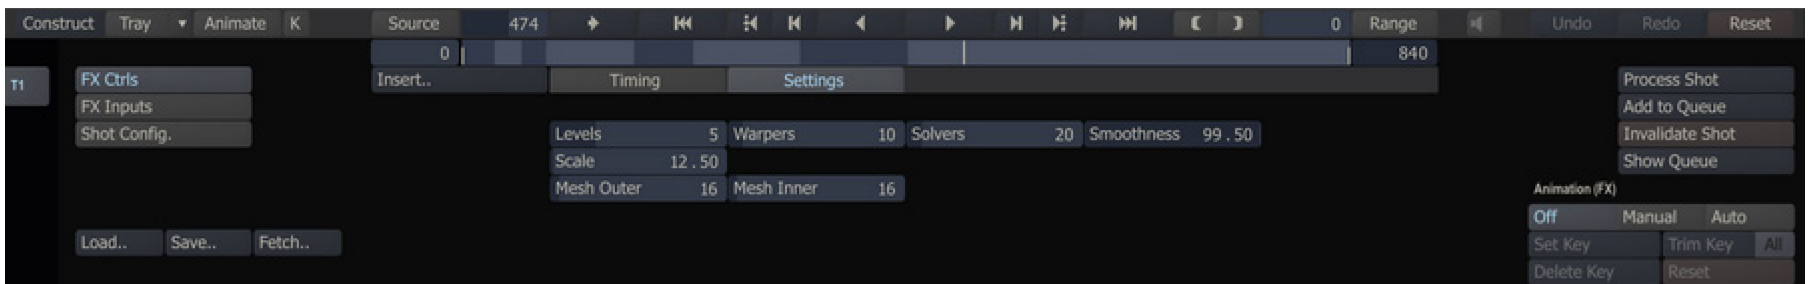 Construct Tray Animate K Source 474 0 Range Undo Redo Reset
0 840
T1 FX Ctrls Insert.. Timing Settings Process Shot
FX Inputs Add to Queue
Shot Config. Levels 5 Warpers 10 Solvers 20 Smoothness 99.50 Invalidate Shot
Scale 12.50 Show Queue
Mesh Outer 16 Mesh Inner 16 Animation (FX)
Off Manual Auto
Load.. Save.. Fetch.. Set Key Trim Key All
Delete Key Reset